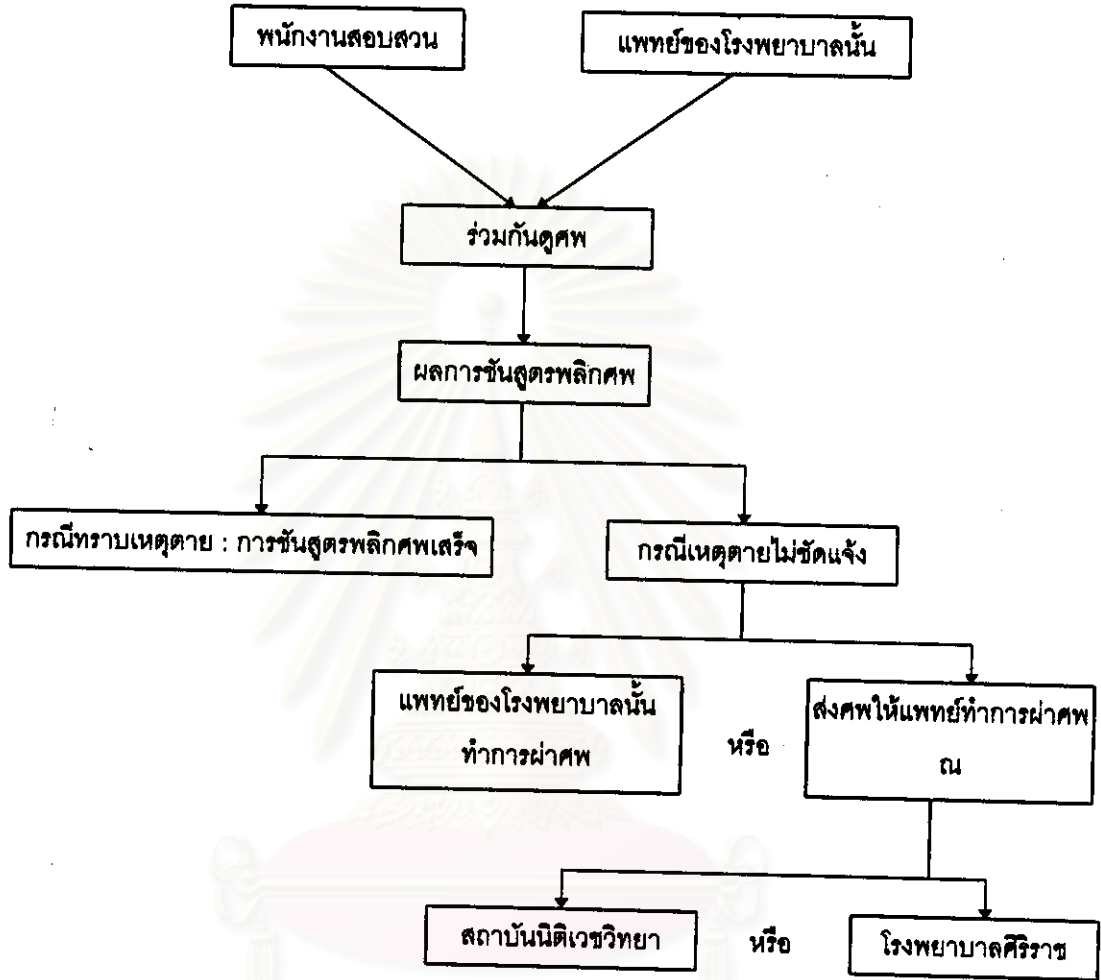 พนักงานสอบสวน
แพทย์ของโรงพยาบาลนั้น
ร่วมกันดูศพ
ผลการชันสูตรพลิกศพ
กรณีทราบเหตุตาย : การชันสูตรพลิกศพเสร็จ
กรณีเหตุตายไม่ชัดแจ้ง
แพทย์ของโรงพยาบาลนั้น
ทำการผ่าศพ
หรือ
ส่งศพให้แพทย์ทำการผ่าศพ
ณ
สถาบันนิติเวชวิทยา
หรือ
โรงพยาบาลศิริราช